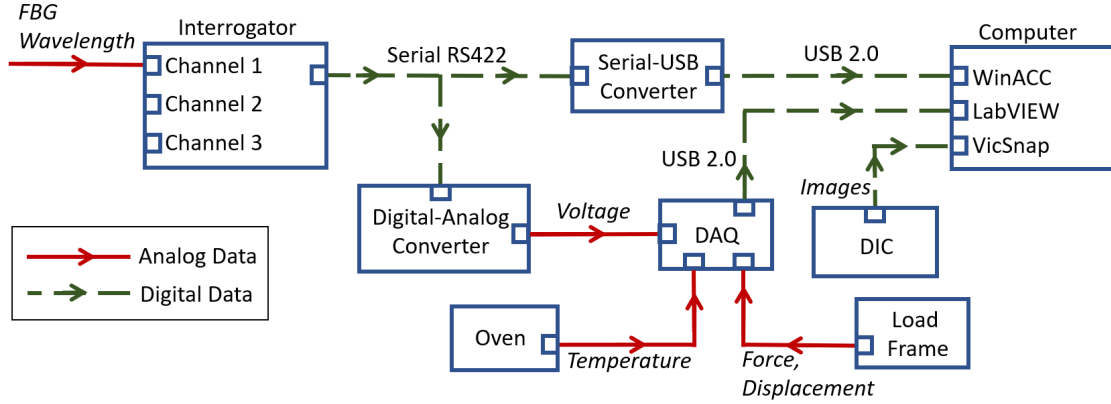 FBG
Wavelength
Interrogator
Channel 1
Channel 2
Channel 3
Serial RS422
Serial-USB
Converter
USB 2.0
Computer
WinACC
LabVIEW
VicSnap
USB 2.0
Images
Digital-Analog
Converter
Voltage
DAQ
DIC
Analog Data
Digital Data
Oven
Temperature
Force,
Displacement
Load
Frame